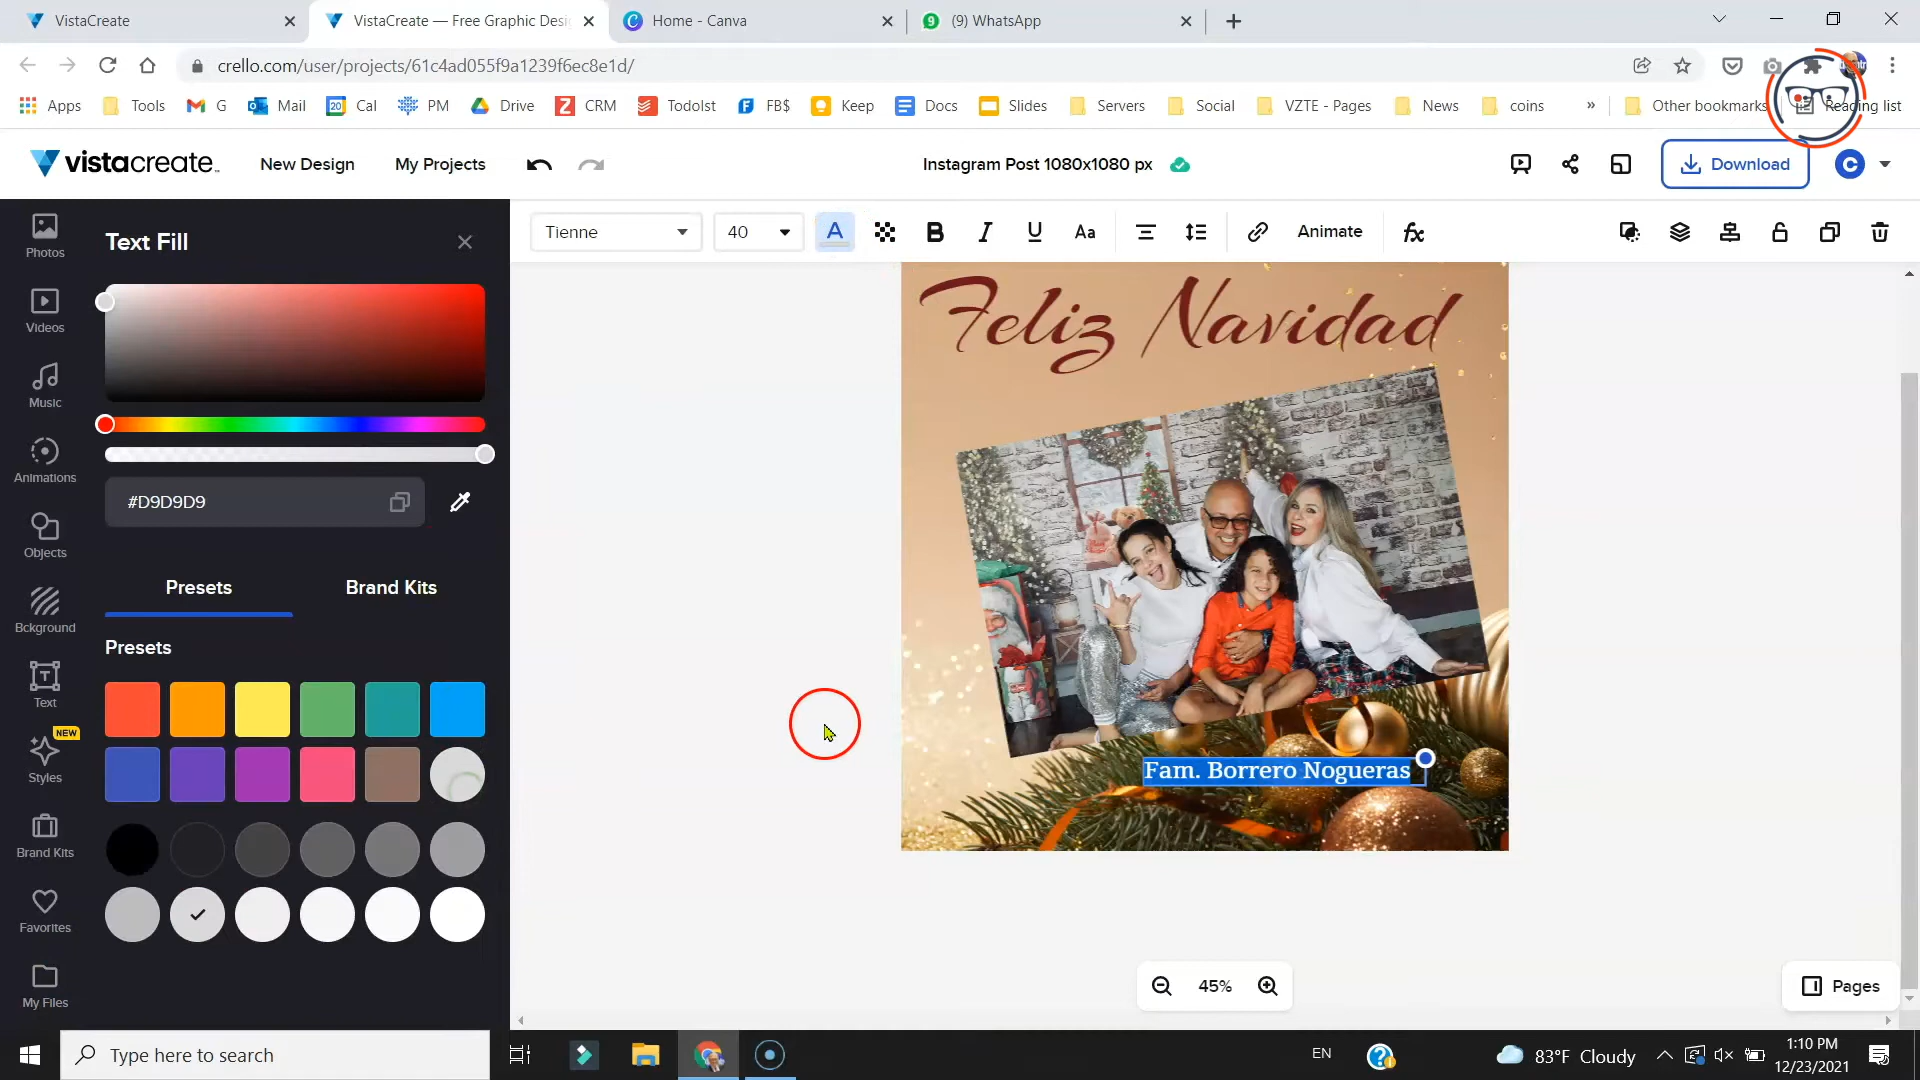 VistaCreate
VistaCreate — Free Graphic Desi
Home - Canva
(9) WhatsApp
crello.com/user/projects/61c4ad055f9a1239f6ec8e1d/
Apps
Tools
G
Mail
Cal
PM
Drive
CRM
TodoIst
FB$
Keep
Docs
Slides
Servers
Social
VZTE - Pages
News
coins
»
Other bookmarks
Reading list
vistacreate
New Design
My Projects
Instagram Post 1080x1080 px
Download
C
Photos
Videos
Music
Animations
Objects
Bckground
Text
NEW
Styles
Brand Kits
Favorites
My Files
Text Fill
#D9D9D9
Presets
Brand Kits
Presets
Tienne
40
A
B
I
U
Aa
Animate
fx
Feliz Navidad
Fam. Borrero Nogueras
45%
Pages
Type here to search
EN
83°F Cloudy
1:10 PM
12/23/2021